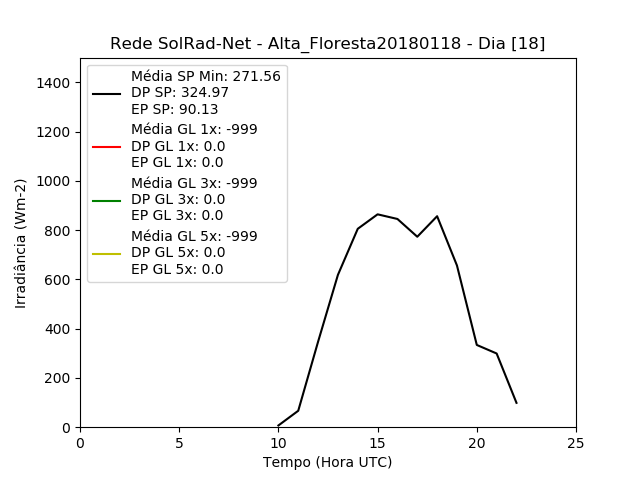 Rede SolRad-Net - Alta_Floresta20180118 - Dia [18]
Média SP Min: 271.56
DP SP: 324.97
EP SP: 90.13
Média GL 1x: -999
DP GL 1x: 0.0
EP GL 1x: 0.0
Média GL 3x: -999
DP GL 3x: 0.0
EP GL 3x: 0.0
Média GL 5x: -999
DP GL 5x: 0.0
EP GL 5x: 0.0
Irradiância (Wm-2)
1400
1200
1000
800
600
400
200
0
0 5 10 15 20 25
Tempo (Hora UTC)